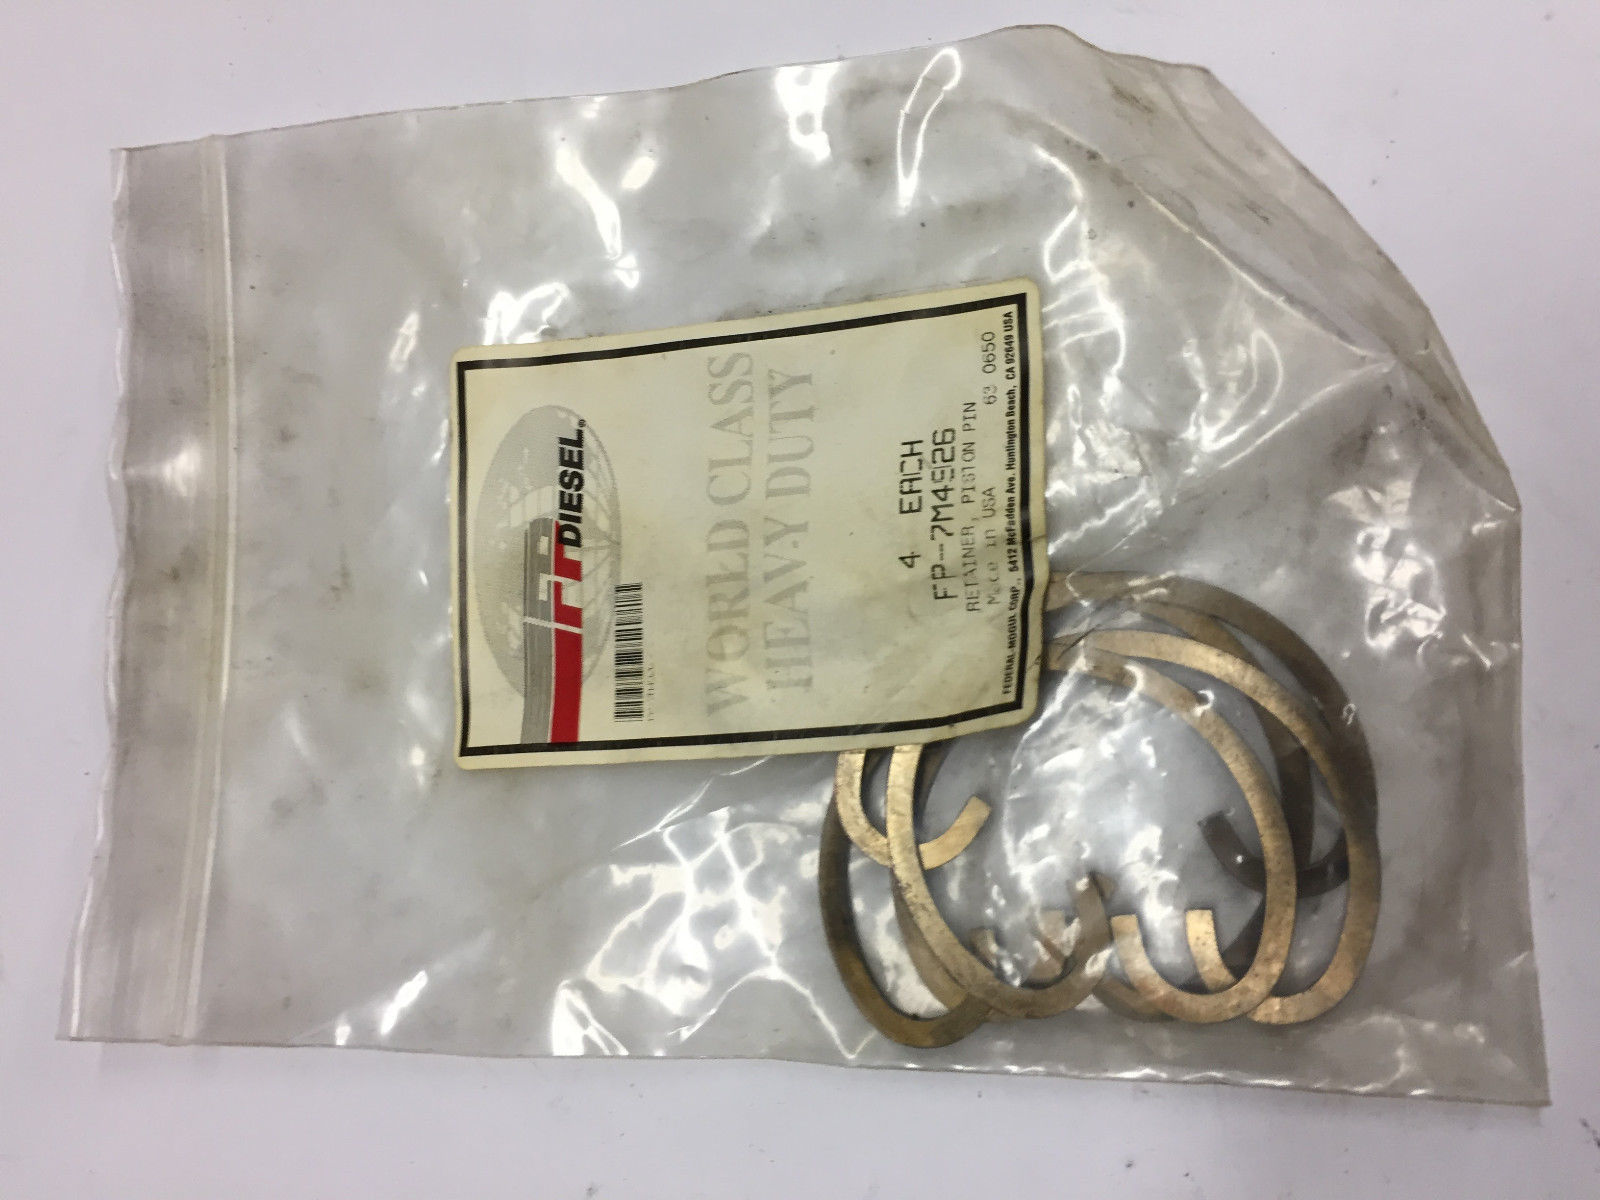 FP DIESEL®
WORLD CLASS
HEAVY DUTY
4 EACH
FP-7M4926
RETAINER, PISTON PIN
Made in USA 63 0650
FEDERAL-MOGUL CORP., 5412 McFadden Ave. Huntington Beach, CA 92649 USA